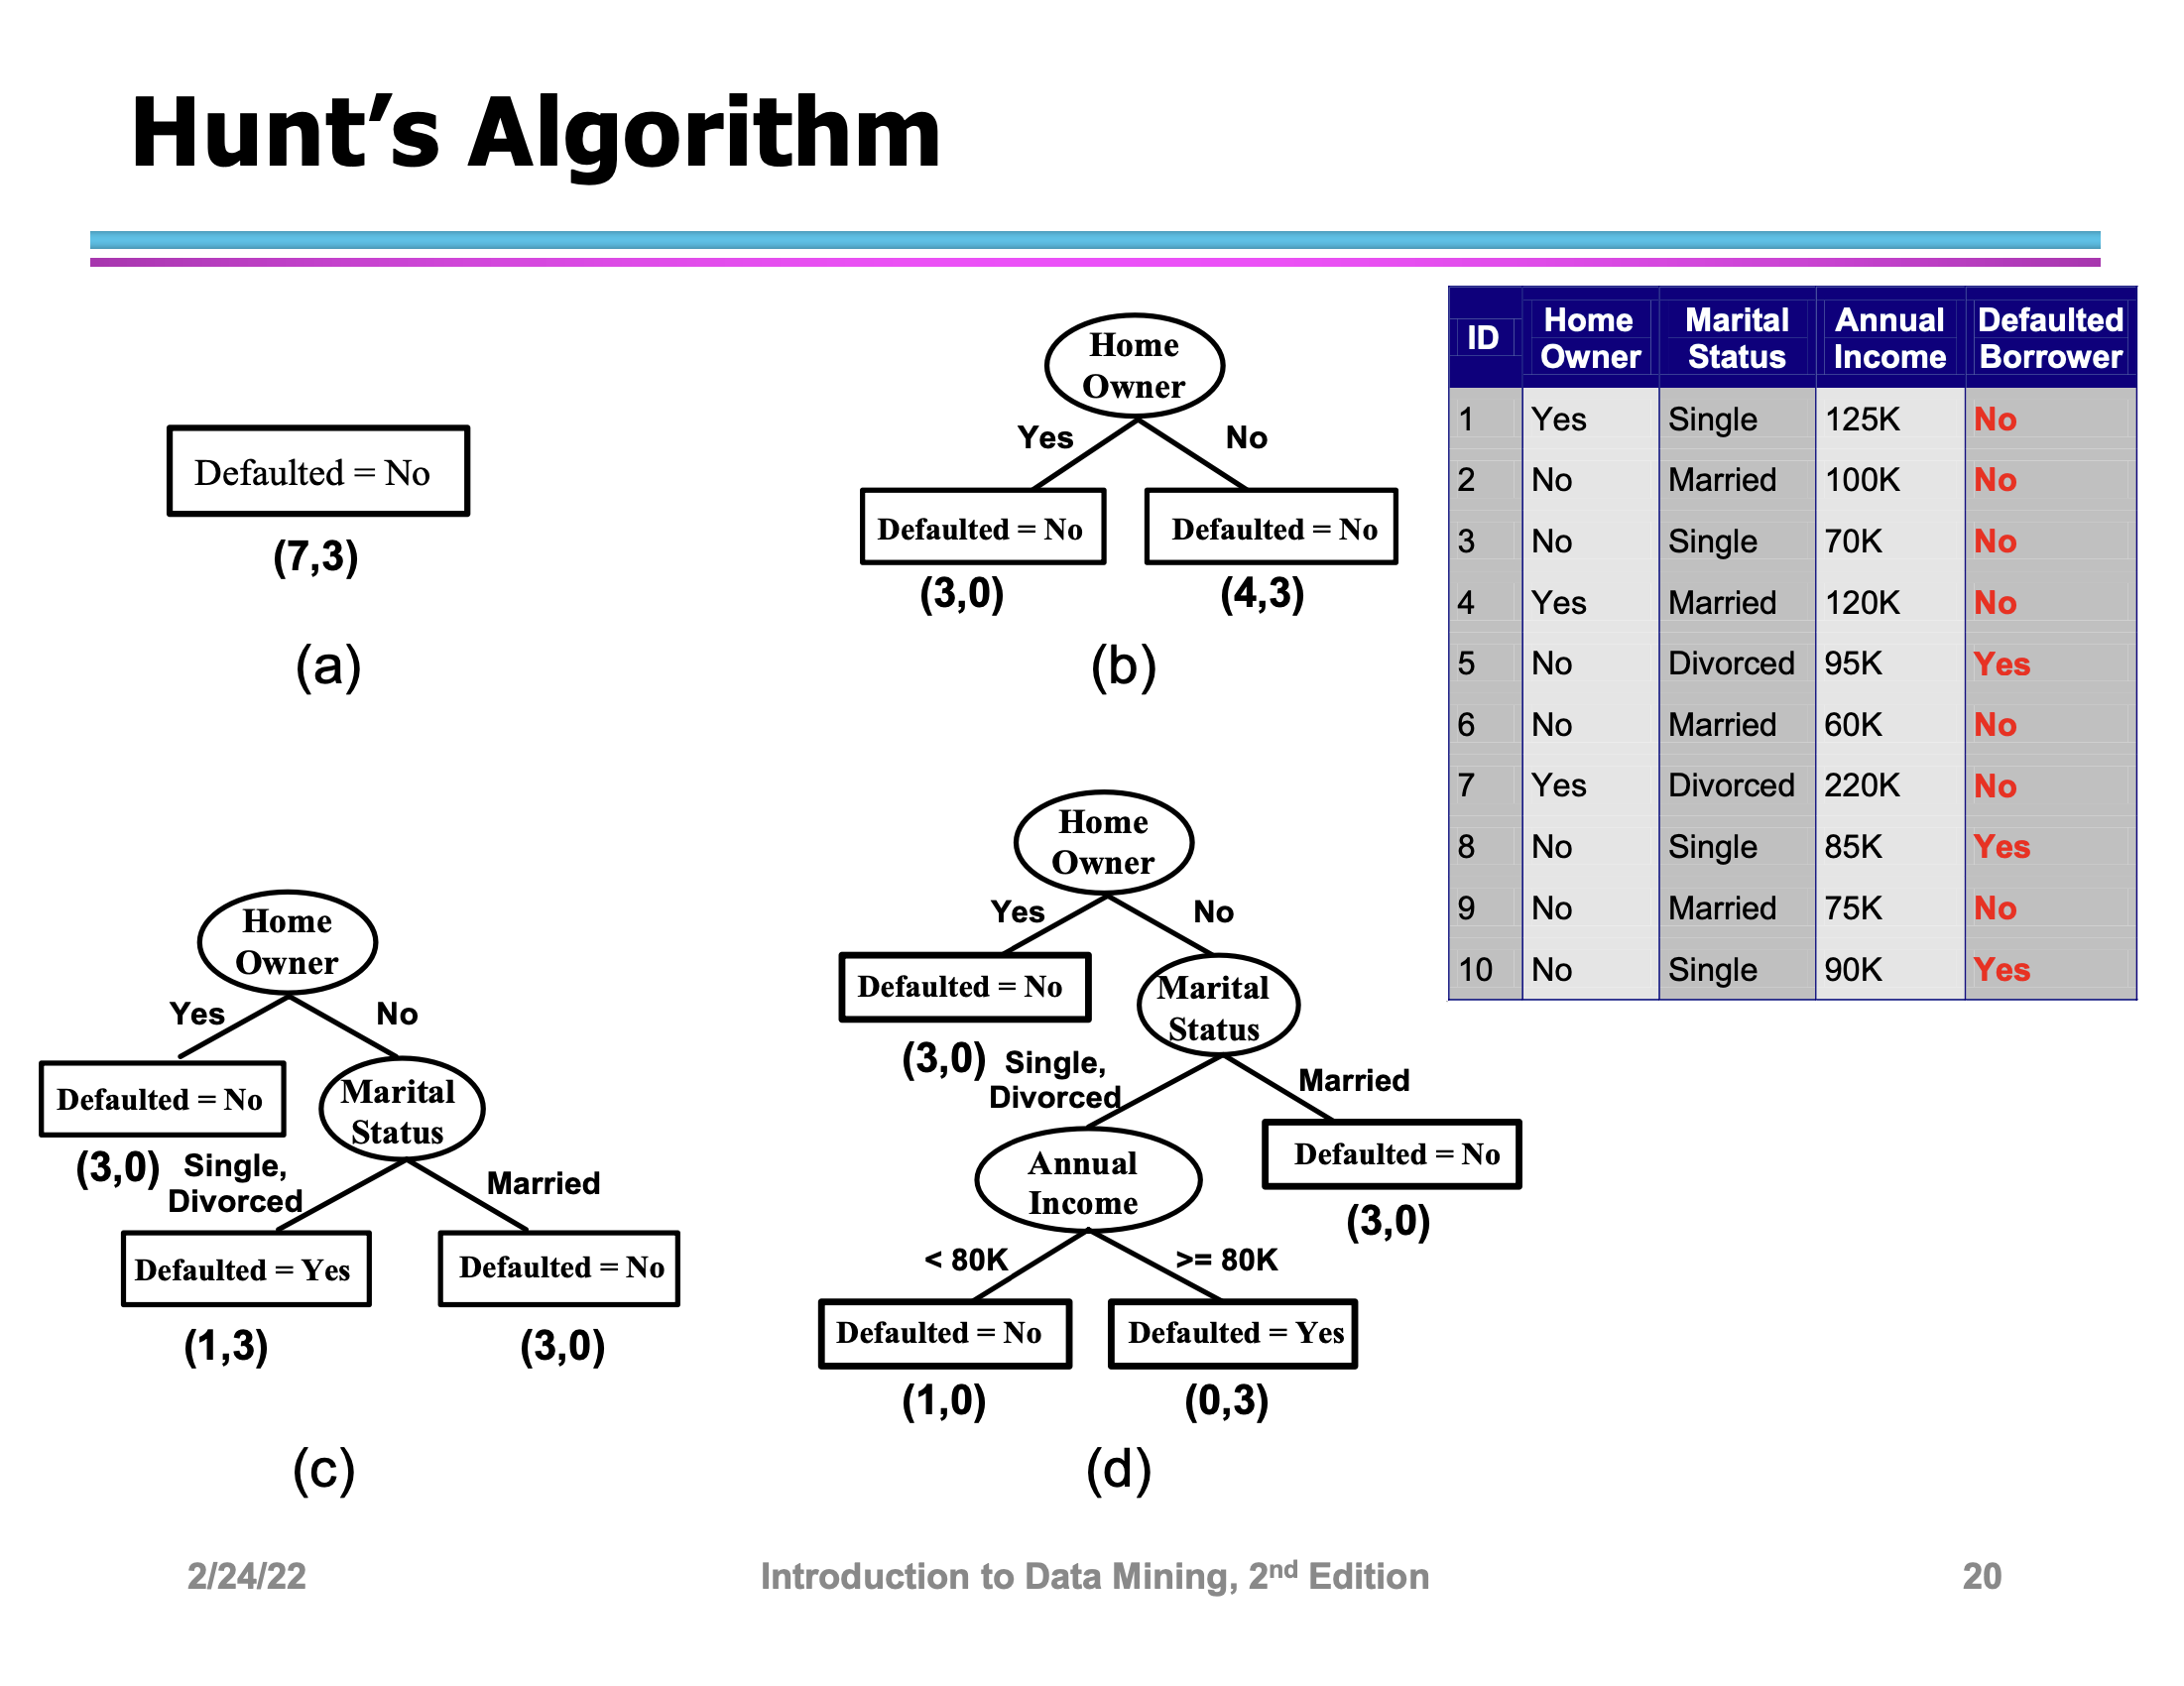 Hunt’s Algorithm
Defaulted = No
(7,3)
(a)
Home
Owner
Yes
No
Defaulted = No
Defaulted = No
(3,0)
(4,3)
(b)
ID Home Owner Marital Status Annual Income Defaulted Borrower
1 Yes Single 125K No
2 No Married 100K No
3 No Single 70K No
4 Yes Married 120K No
5 No Divorced 95K Yes
6 No Married 60K No
7 Yes Divorced 220K No
8 No Single 85K Yes
9 No Married 75K No
10 No Single 90K Yes
Home
Owner
Yes
No
Defaulted = No
(3,0)
Marital
Status
Single,
Divorced
Married
Defaulted = Yes
Defaulted = No
(1,3)
(3,0)
(c)
Home
Owner
Yes
No
Defaulted = No
(3,0)
Marital
Status
Single,
Divorced
Married
Annual
Income
Defaulted = No
(3,0)
< 80K
>= 80K
Defaulted = No
Defaulted = Yes
(1,0)
(0,3)
(d)
2/24/22
Introduction to Data Mining, 2nd Edition
20